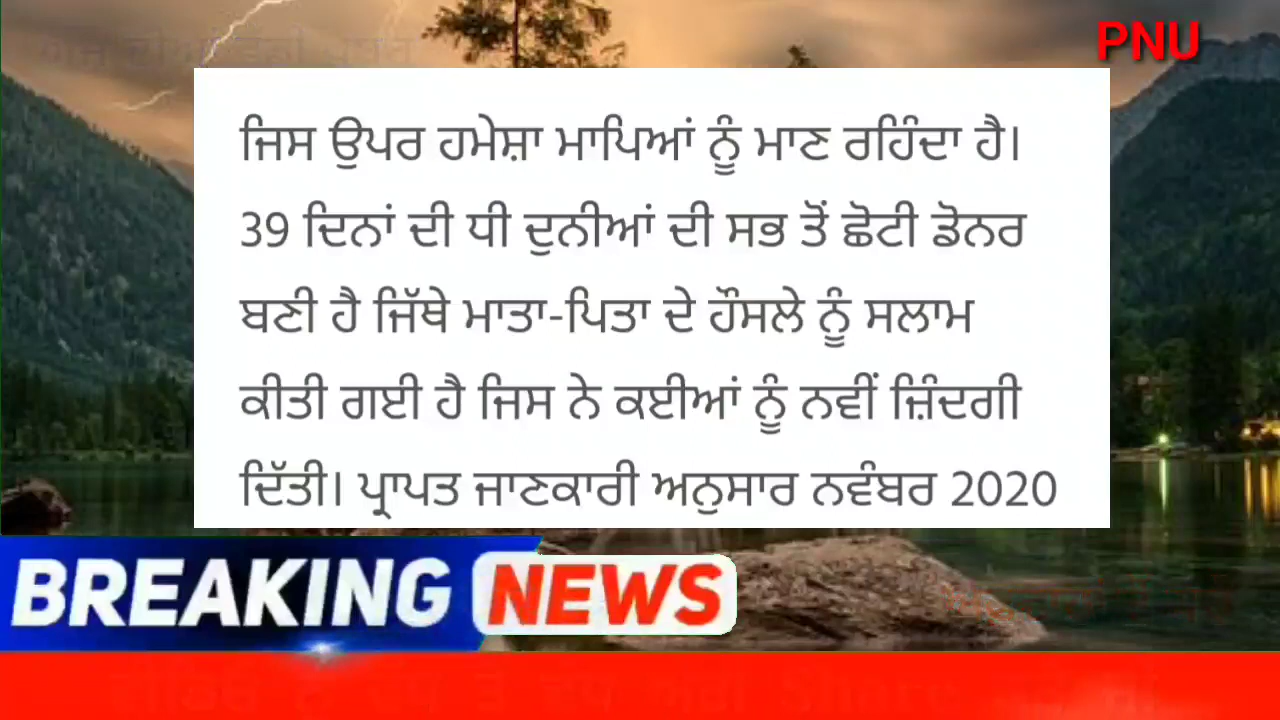 PNU
ਜਿਸ ਉਪਰ ਹਮੇਸ਼ਾ ਮਾਪਿਆਂ ਨੂੰ ਮਾਣ ਰਹਿੰਦਾ ਹੈ।
39 ਦਿਨਾਂ ਦੀ ਧੀ ਦੁਨੀਆਂ ਦੀ ਸਭ ਤੋਂ ਛੋਟੀ ਡੋਨਰ
ਬਣੀ ਹੈ ਜਿੱਥੇ ਮਾਤਾ-ਪਿਤਾ ਦੇ ਹੌਸਲੇ ਨੂੰ ਸਲਾਮ
ਕੀਤੀ ਗਈ ਹੈ ਜਿਸ ਨੇ ਕਈਆਂ ਨੂੰ ਨਵੀਂ ਜ਼ਿੰਦਗੀ
ਦਿੱਤੀ। ਪ੍ਰਾਪਤ ਜਾਣਕਾਰੀ ਅਨੁਸਾਰ ਨਵੰਬਰ 2020
BREAKING NEWS